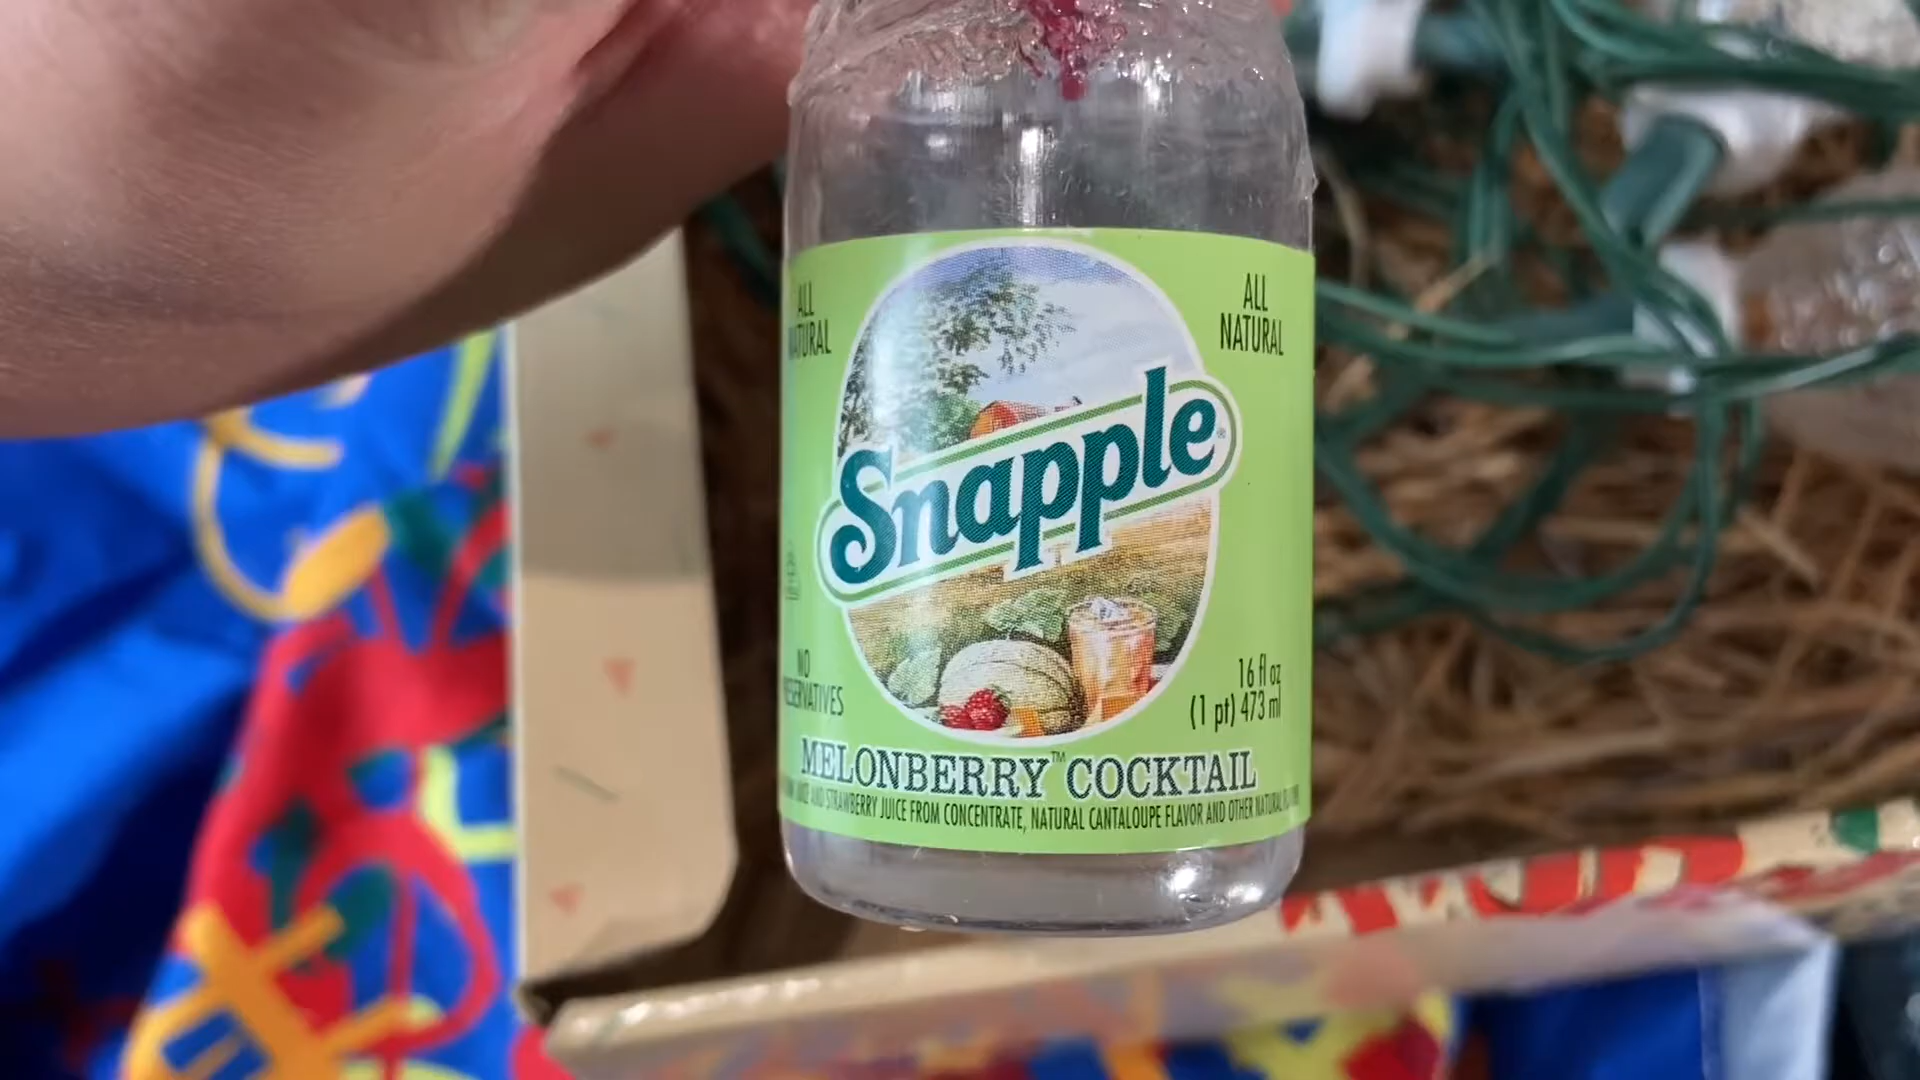 ALL
NATURAL
ALL
NATURAL
Snapple®
NO
16 fl oz
(1 pt) 473 ml
MELONBERRY™ COCKTAIL
AND STRAWBERRY JUICE FROM CONCENTRATE, NATURAL CANTALOUPE FLAVOR AND OTHER NATURAL